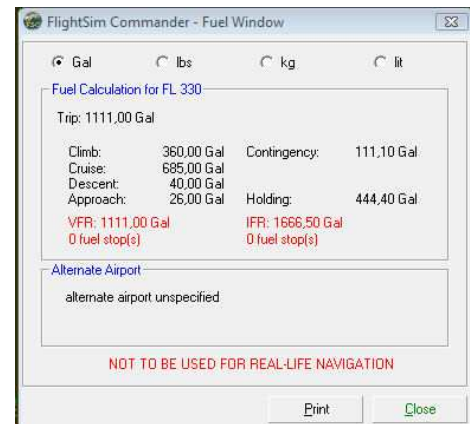 FlightSim Commander - Fuel Window
Gal lbs kg lit
Fuel Calculation for FL 330
Trip: 1111,00 Gal
Climb: 360,00 Gal Contingency: 111,10 Gal
Cruise: 685,00 Gal
Descent: 40,00 Gal
Approach: 26,00 Gal Holding: 444,40 Gal
VFR: 1111,00 Gal IFR: 1666,50 Gal
0 fuel stop(s) 0 fuel stop(s)
Alternate Airport
alternate airport unspecified
NOT TO BE USED FOR REAL-LIFE NAVIGATION
Print Close